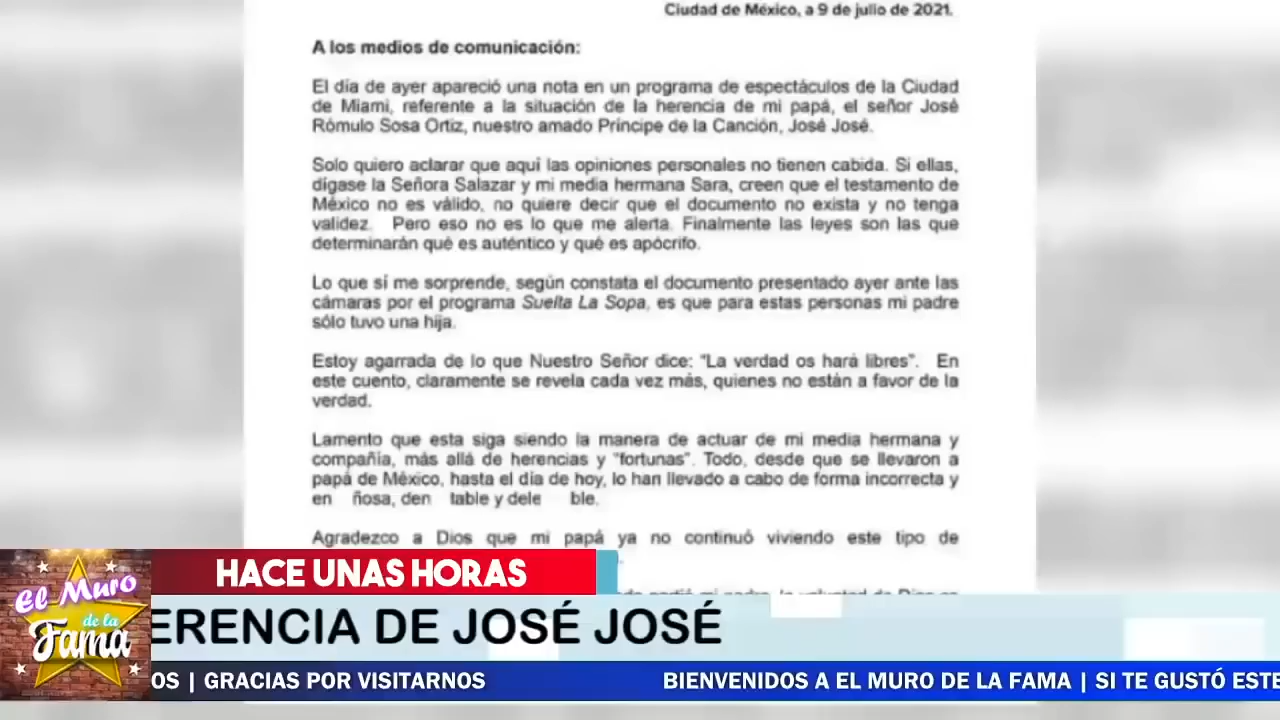 Ciudad de México, a 9 de julio de 2021.
A los medios de comunicación:
El día de ayer apareció una nota en un programa de espectáculos de la Ciudad
de Miami, referente a la situación de la herencia de mi papá, el señor José
Rómulo Sosa Ortiz, nuestro amado Príncipe de la Canción, José José.
Solo quiero aclarar que aquí las opiniones personales no tienen cabida. Si ellas,
dígase la Señora Salazar y mi media hermana Sara, creen que el testamento de
México no es válido, no quiere decir que el documento no exista y no tenga
validez. Pero eso no es lo que me alerta. Finalmente las leyes son las que
determinarán qué es auténtico y qué es apócrifo.
Lo que sí me sorprende, según constata el documento presentado ayer ante las
cámaras por el programa Suelta La Sopa, es que para estas personas mi padre
sólo tuvo una hija.
Estoy agarrada de lo que Nuestro Señor dice: “La verdad os hará libres”. En
este cuento, claramente se revela cada vez más, quienes no están a favor de la
verdad.
Lamento que esta siga siendo la manera de actuar de mi media hermana y
compañía, más allá de herencias y “fortunas”. Todo, desde que se llevaron a
papá de México, hasta el día de hoy, lo han llevado a cabo de forma incorrecta y
en ñosa, den table y dele ble.
Agradezco a Dios que mi papá ya no continuó viviendo este tipo de
HACE UNAS HORAS
ERENCIA DE JOSÉ JOSÉ
El Muro
de la
Fama
OS | GRACIAS POR VISITARNOS
BIENVENIDOS A EL MURO DE LA FAMA | SI TE GUSTÓ ESTE